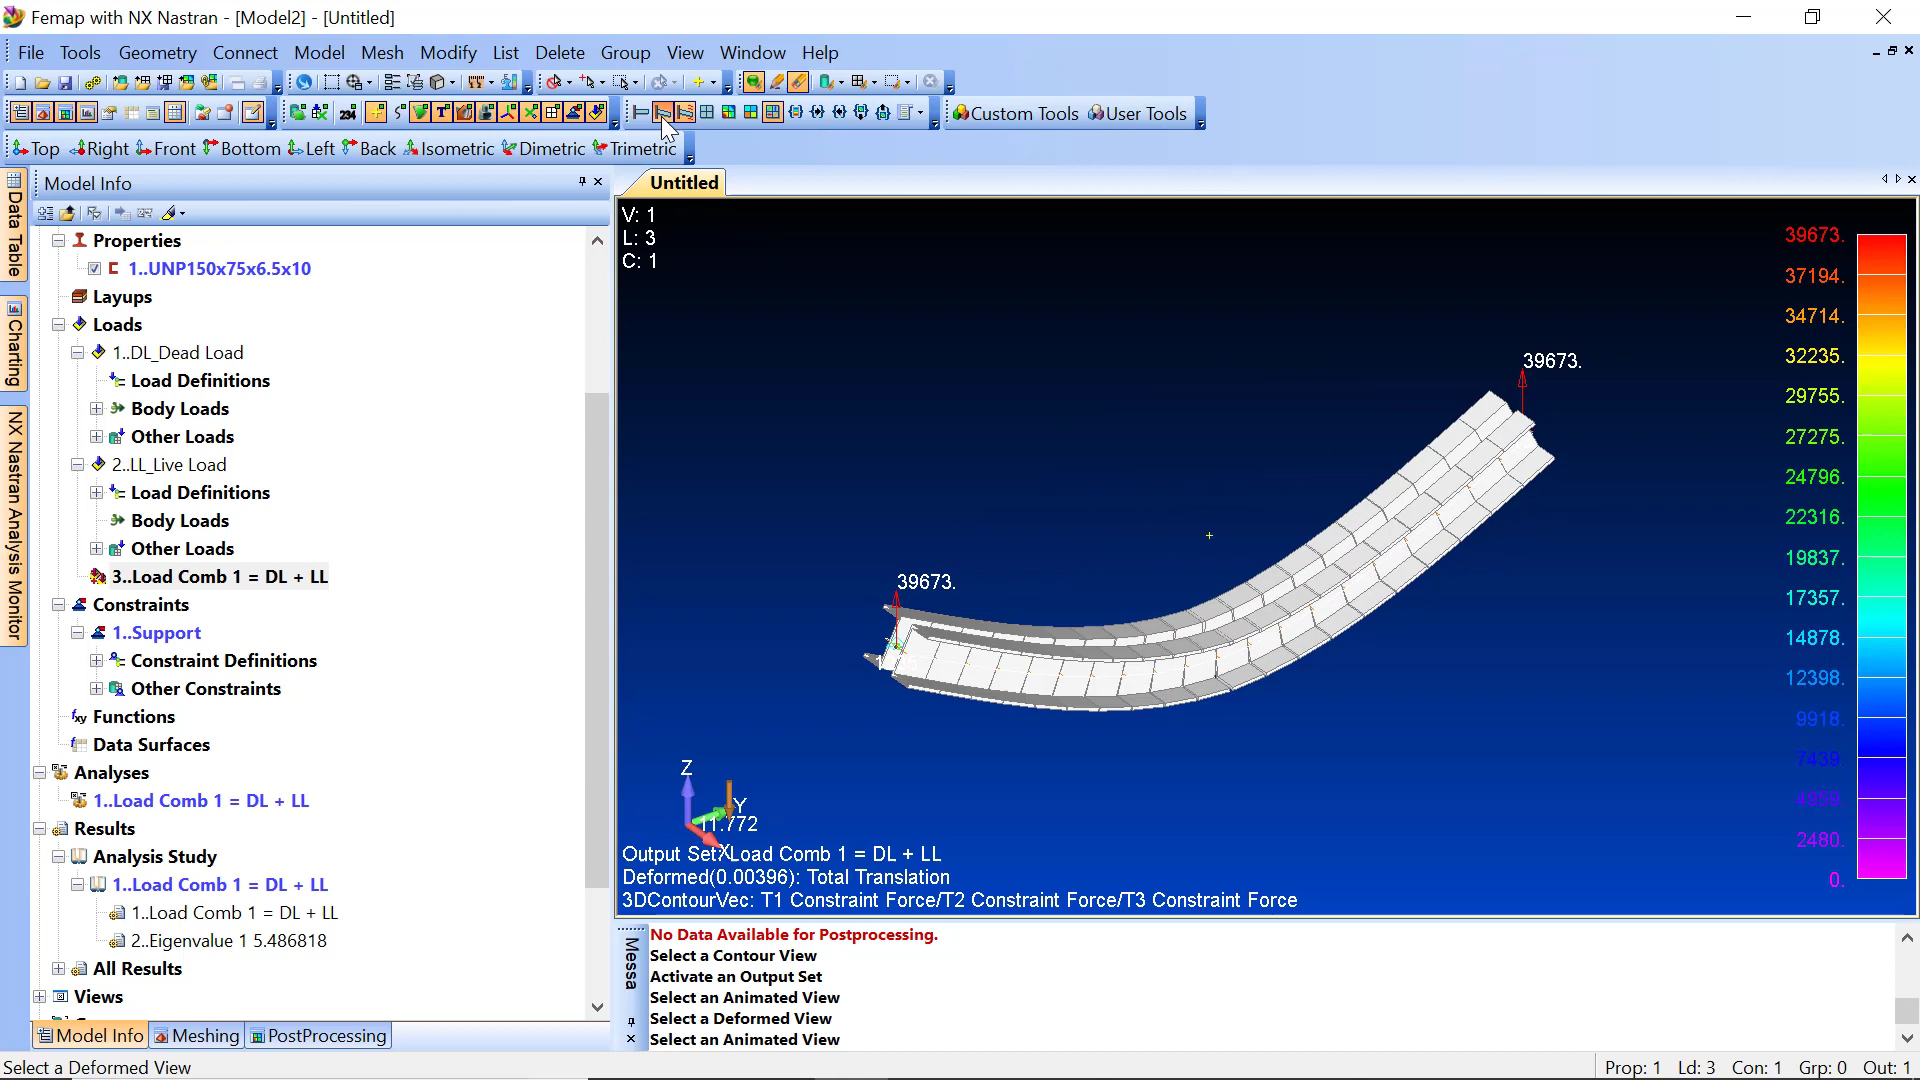 Femap with NX Nastran - [Model2] - [Untitled]
File Tools Geometry Connect Model Mesh Modify List Delete Group View Window Help
234
Custom Tools User Tools
Top Right Front Bottom Left Back Isometric Dimetric Trimetric
Data Table
Charting
NX Nastran Analysis Monitor
Model Info
Properties
1..UNP150x75x6.5x10
Layups
Loads
1..DL_Dead Load
Load Definitions
Body Loads
Other Loads
2..LL_Live Load
Load Definitions
Body Loads
Other Loads
3..Load Comb 1 = DL + LL
Constraints
1..Support
Constraint Definitions
Other Constraints
Functions
Data Surfaces
Analyses
1..Load Comb 1 = DL + LL
Results
Analysis Study
1..Load Comb 1 = DL + LL
1..Load Comb 1 = DL + LL
2..Eigenvalue 1 5.486818
All Results
Views
Model Info Meshing PostProcessing
Untitled
V: 1
L: 3
C: 1
39673.
39673.
39673.
37194.
34714.
32235.
29755.
27275.
24796.
22316.
19837.
17357.
14878.
12398.
9918.
7439.
4959.
2480.
0.
Z
Y
X
11.772
Output Set: Load Comb 1 = DL + LL
Deformed(0.00396): Total Translation
3DContourVec: T1 Constraint Force/T2 Constraint Force/T3 Constraint Force
Messa
No Data Available for Postprocessing.
Select a Contour View
Activate an Output Set
Select an Animated View
Select a Deformed View
Select an Animated View
Select a Deformed View
Prop: 1 Ld: 3 Con: 1 Grp: 0 Out: 1